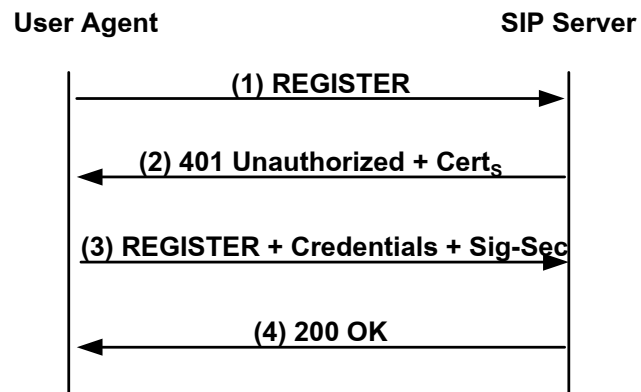 User Agent SIP Server
(1) REGISTER
(2) 401 Unauthorized + Certs
(3) REGISTER + Credentials + Sig-Sec
(4) 200 OK